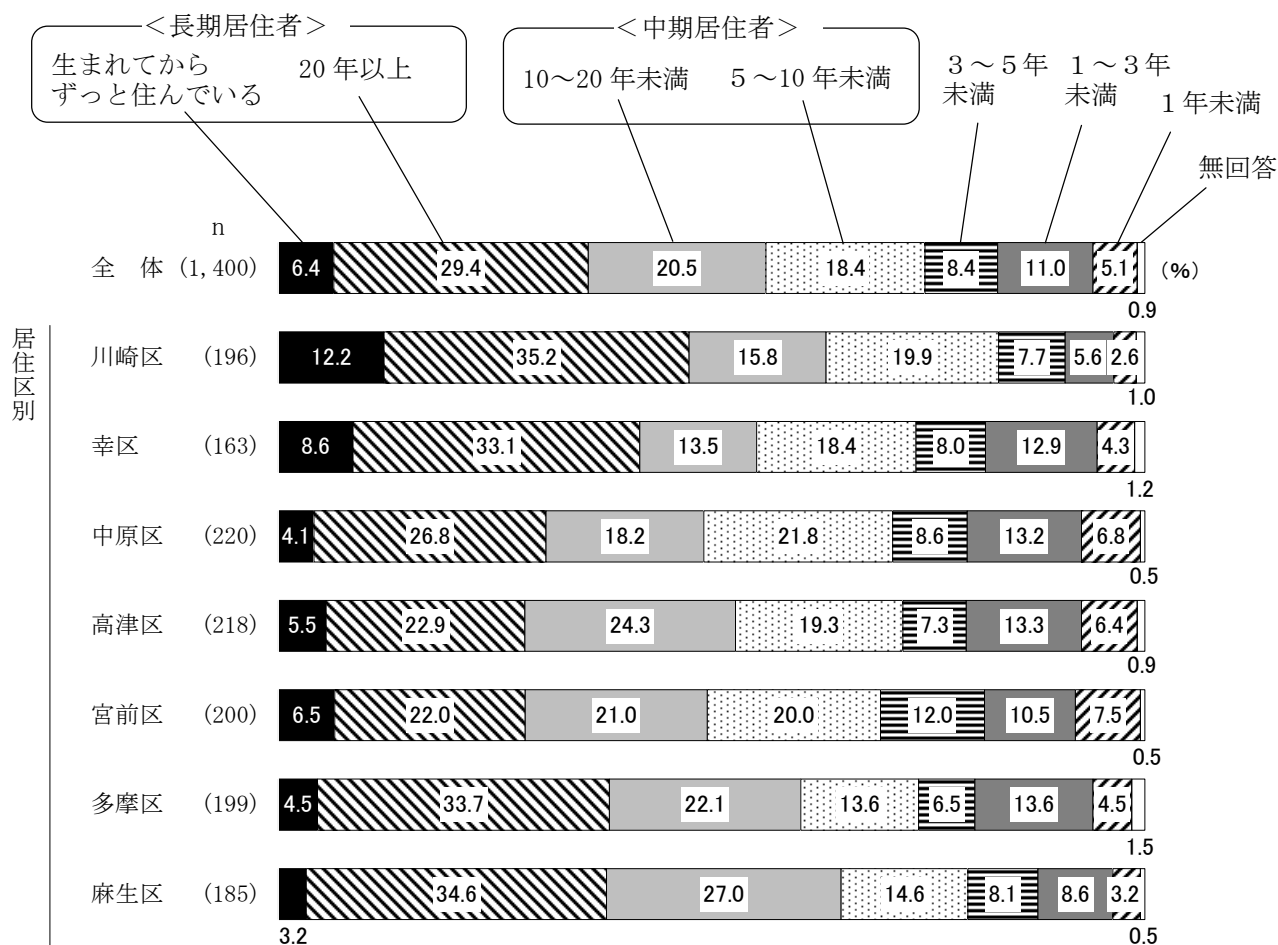 ＜長期居住者＞
＜中期居住者＞
生まれてから
ずっと住んでいる
20年以上
10～20年未満
５～10年未満
３～５年
未満
１～３年
未満
１年未満
無回答
n
全　体 (1,400) 6.4 29.4 20.5 18.4 8.4 11.0 5.1 (%)
0.9
居住区別
川崎区 (196) 12.2 35.2 15.8 19.9 7.7 5.6 2.6
1.0
幸区 (163) 8.6 33.1 13.5 18.4 8.0 12.9 4.3
1.2
中原区 (220) 4.1 26.8 18.2 21.8 8.6 13.2 6.8
0.5
高津区 (218) 5.5 22.9 24.3 19.3 7.3 13.3 6.4
0.9
宮前区 (200) 6.5 22.0 21.0 20.0 12.0 10.5 7.5
0.5
多摩区 (199) 4.5 33.7 22.1 13.6 6.5 13.6 4.5
1.5
麻生区 (185) 34.6 27.0 14.6 8.1 8.6 3.2
3.2 0.5